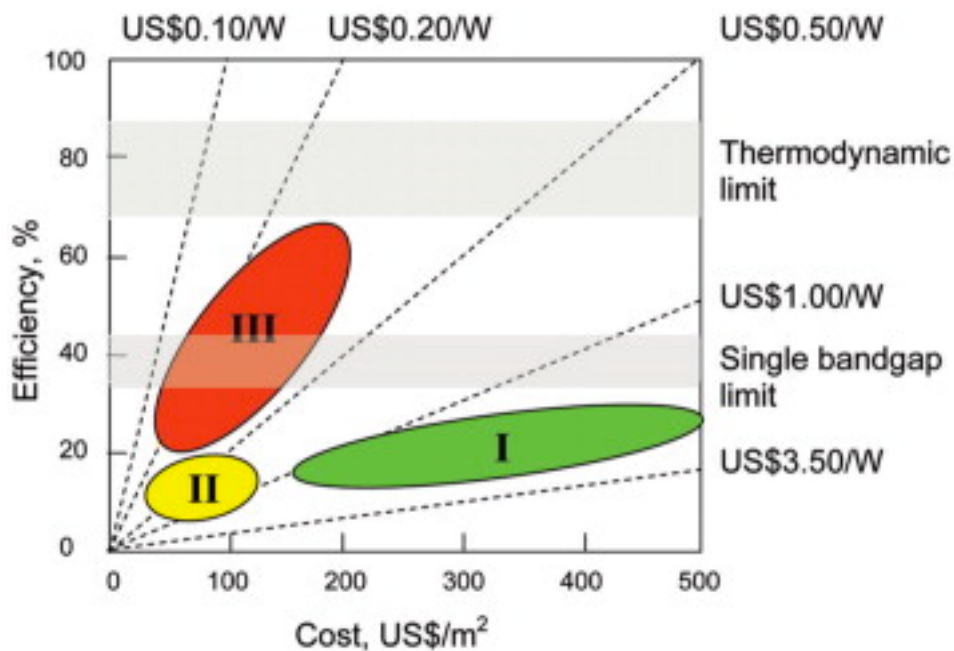 US$0.10/W US$0.20/W US$0.50/W
100
80
60
40
20
0
Efficiency, %
Thermodynamic
limit
US$1.00/W
Single bandgap
limit
US$3.50/W
III
II
I
0 100 200 300 400 500
Cost, US$/m²